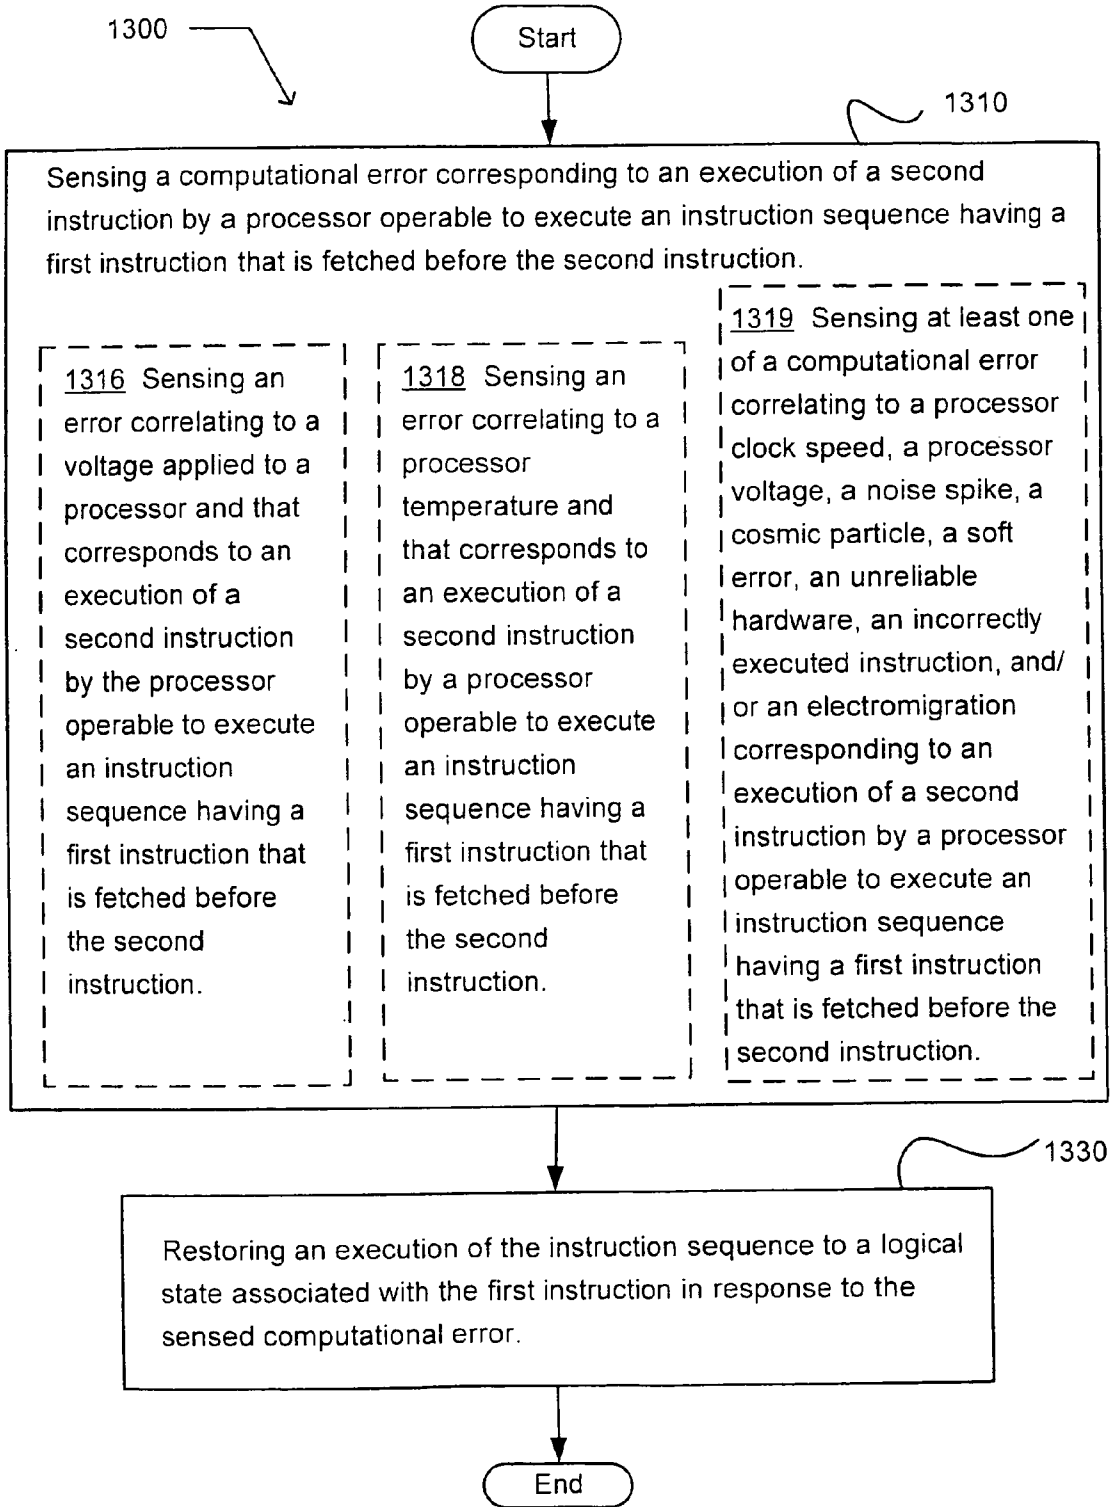 1300
Start
1310
Sensing a computational error corresponding to an execution of a second
instruction by a processor operable to execute an instruction sequence having a
first instruction that is fetched before the second instruction.
1316 Sensing an
error correlating to a
voltage applied to a
processor and that
corresponds to an
execution of a
second instruction
by the processor
operable to execute
an instruction
sequence having a
first instruction that
is fetched before
the second
instruction.
1318 Sensing an
error correlating to a
processor
temperature and
that corresponds to
an execution of a
second instruction
by a processor
operable to execute
an instruction
sequence having a
first instruction that
is fetched before
the second
instruction.
1319 Sensing at least one
of a computational error
correlating to a processor
clock speed, a processor
voltage, a noise spike, a
cosmic particle, a soft
error, an unreliable
hardware, an incorrectly
executed instruction, and/
or an electromigration
corresponding to an
execution of a second
instruction by a processor
operable to execute an
instruction sequence
having a first instruction
that is fetched before the
second instruction.
1330
Restoring an execution of the instruction sequence to a logical
state associated with the first instruction in response to the
sensed computational error.
End